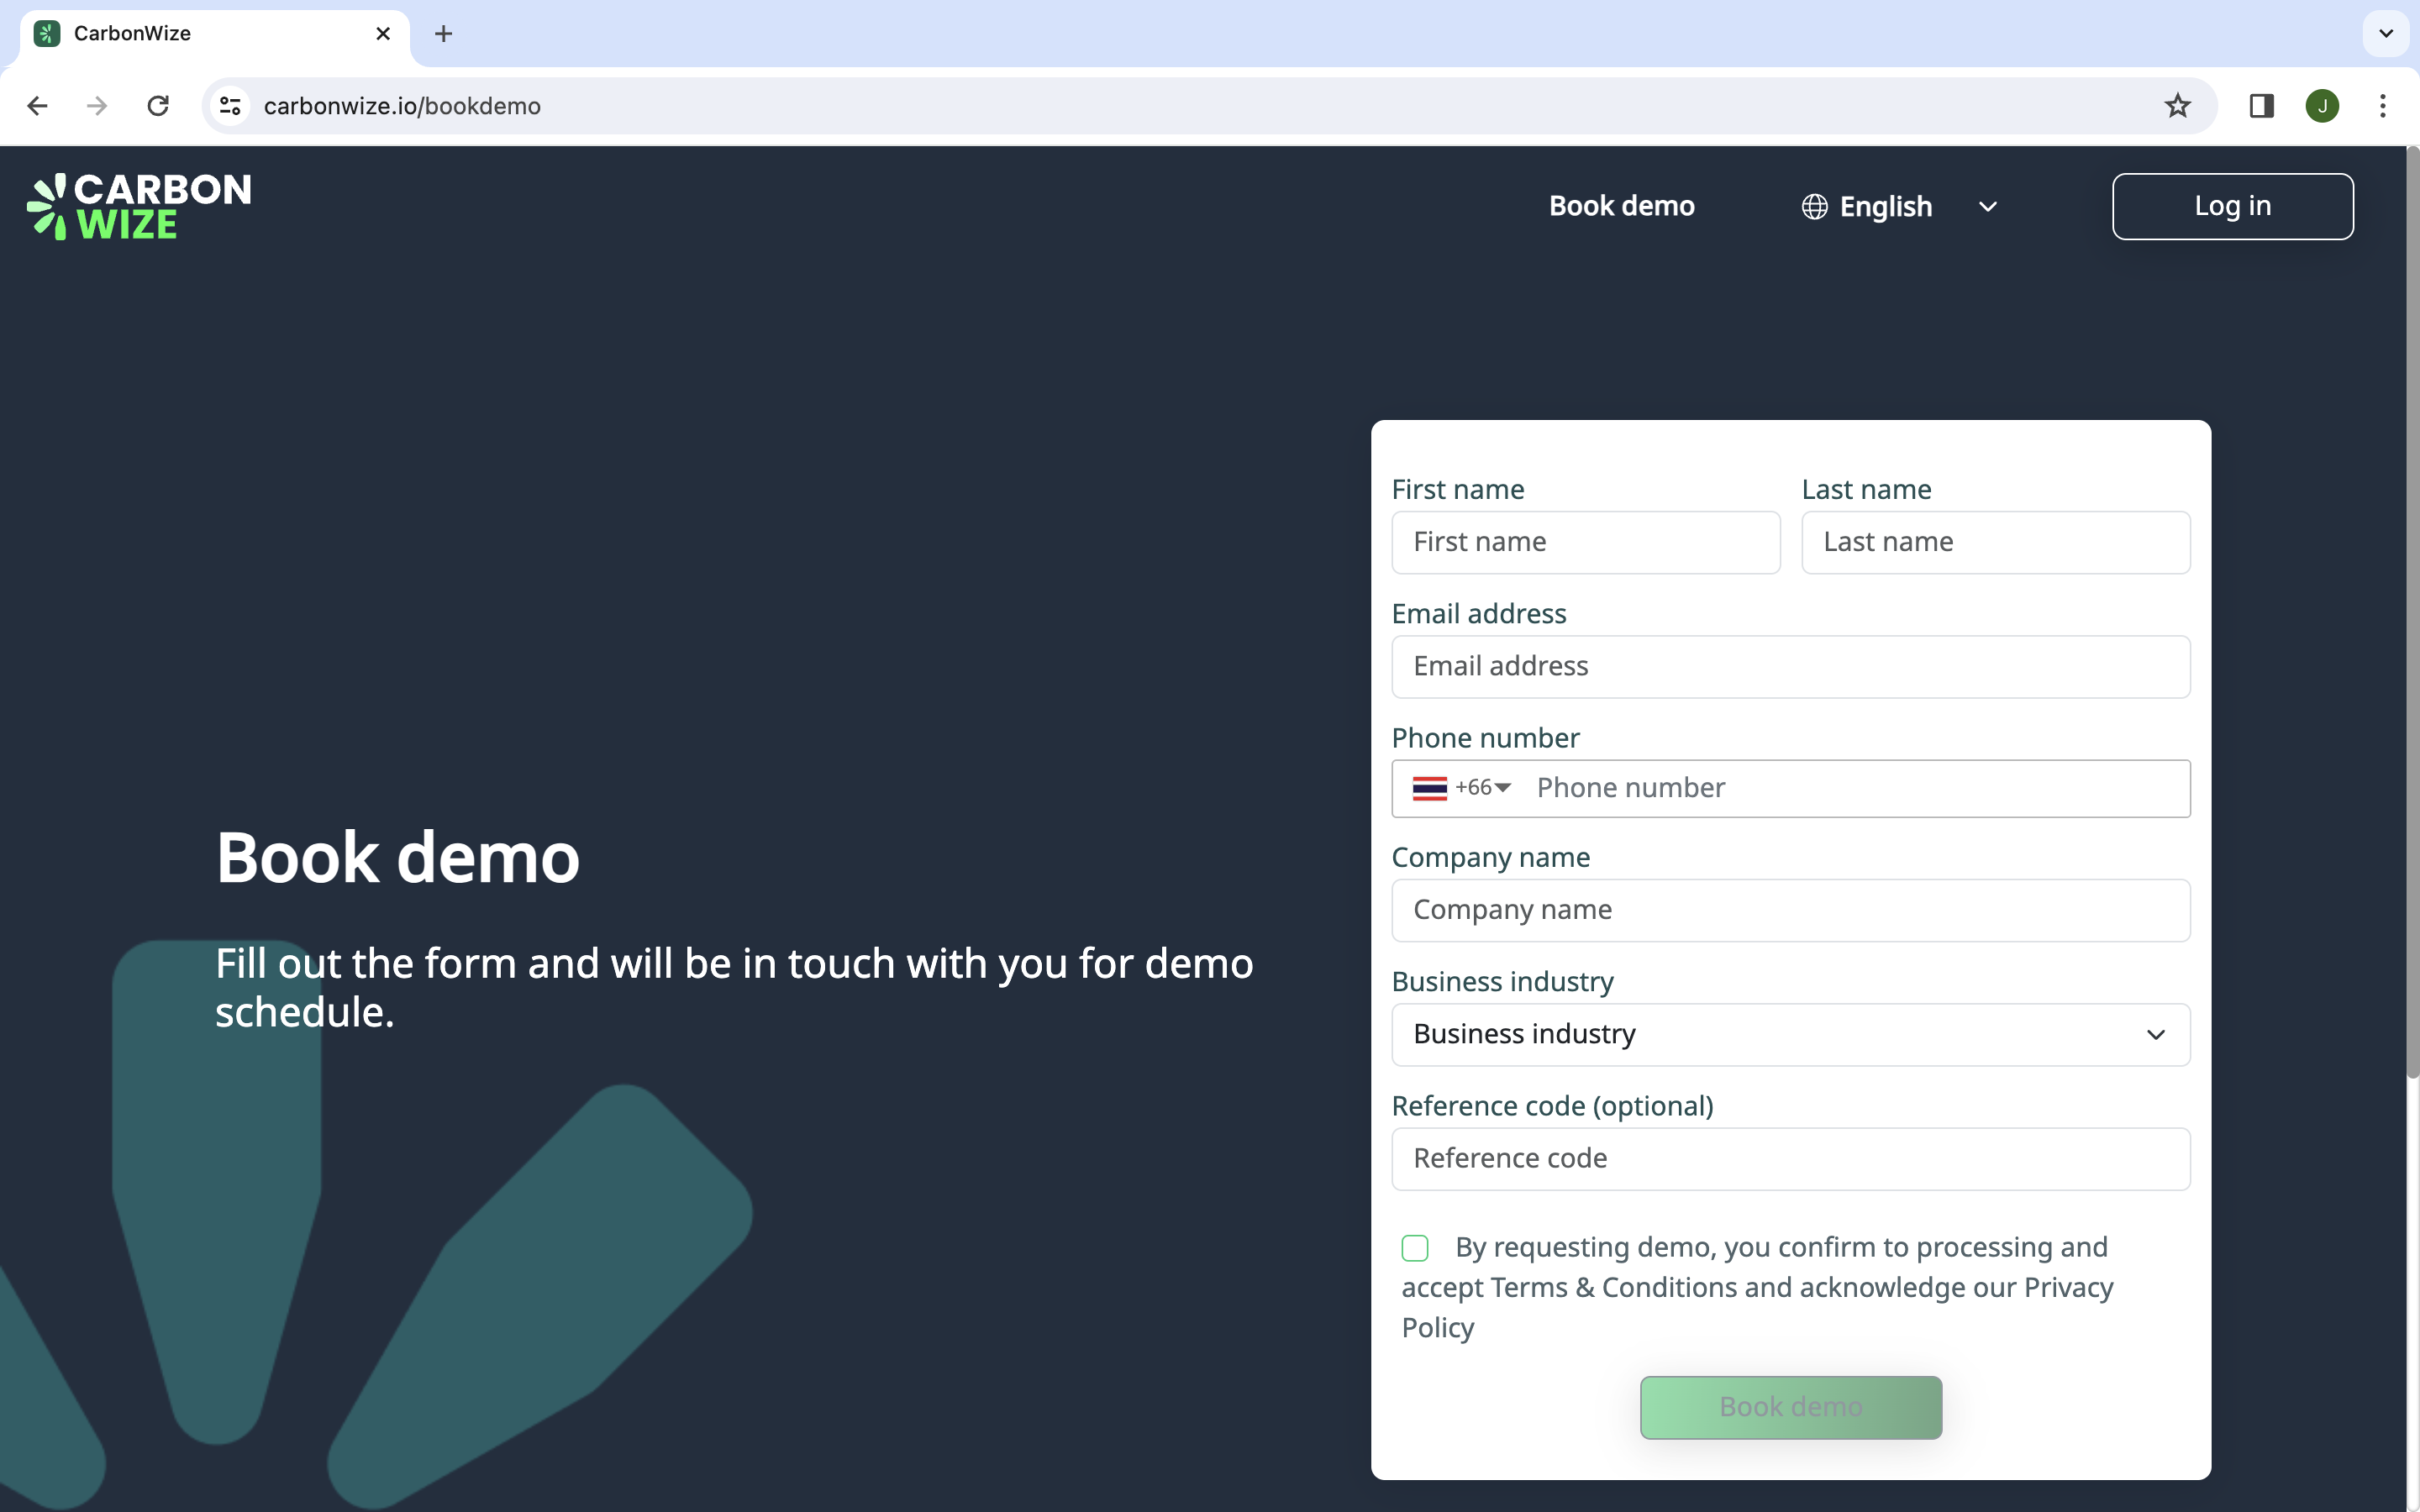 CarbonWize
carbonwize.io/bookdemo
J
CARBON
WIZE
Book demo
English
Log in
Book demo
Fill out the form and will be in touch with you for demo
schedule.
First name
Last name
First name
Last name
Email address
Email address
Phone number
+66
Phone number
Company name
Company name
Business industry
Business industry
Reference code (optional)
Reference code
By requesting demo, you confirm to processing and
accept Terms & Conditions and acknowledge our Privacy
Policy
Book demo